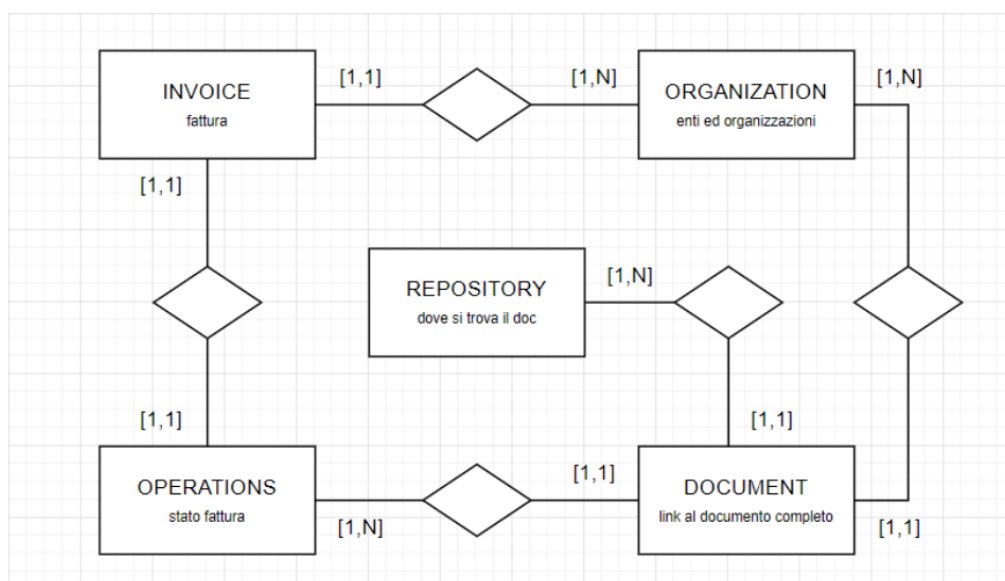 [1,1]
[1,N]
[1,N]
INVOICE
fattura
ORGANIZATION
enti ed organizzazioni
[1,1]
REPOSITORY
dove si trova il doc
[1,N]
[1,1]
[1,1]
OPERATIONS
stato fattura
[1,1]
DOCUMENT
link al documento completo
[1,N]
[1,1]